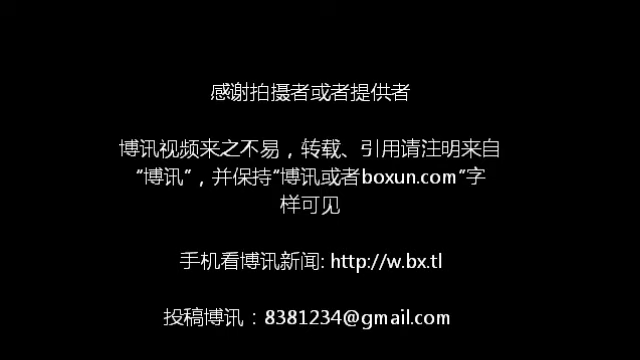 感谢拍摄者或者提供者
博讯视频来之不易，转载、引用请注明来自
“博讯”，并保持“博讯或者boxun.com”字
样可见
手机看博讯新闻: http://w.bx.tl
投稿博讯：8381234@gmail.com